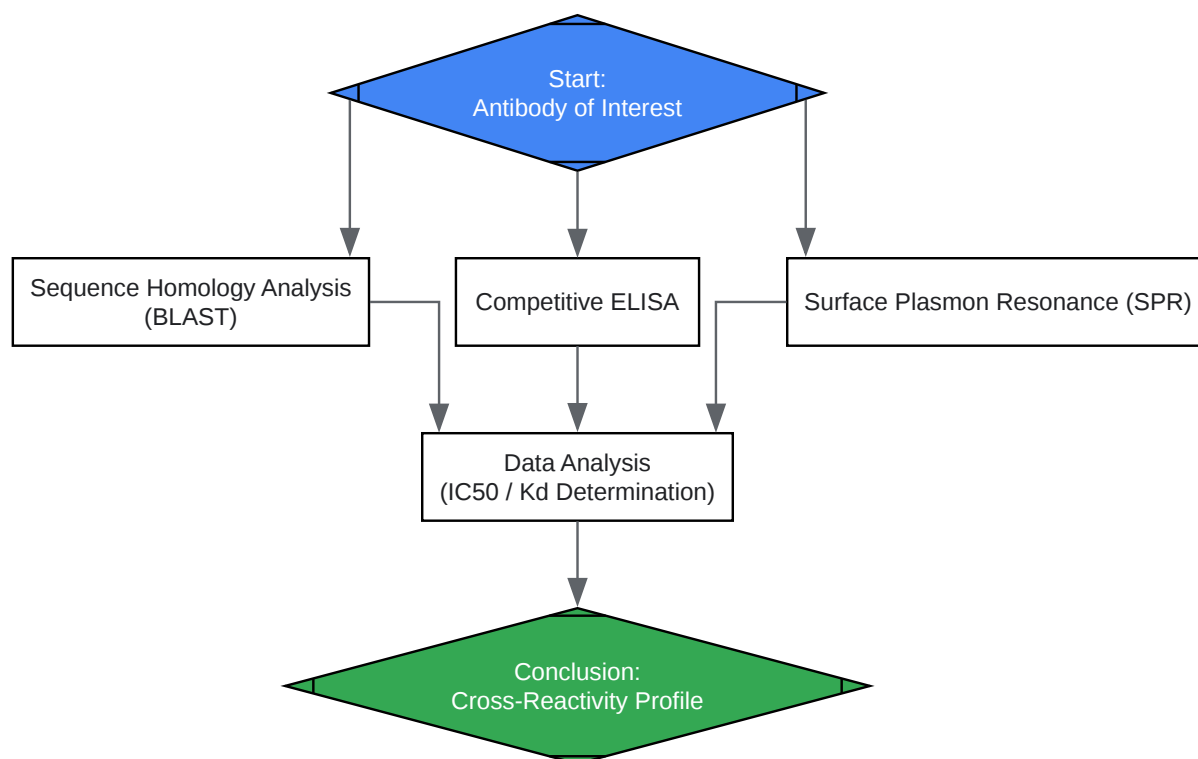 Start:
Antibody of Interest
Sequence Homology Analysis
(BLAST)
Competitive ELISA
Surface Plasmon Resonance (SPR)
Data Analysis
(IC50 / Kd Determination)
Conclusion:
Cross-Reactivity Profile